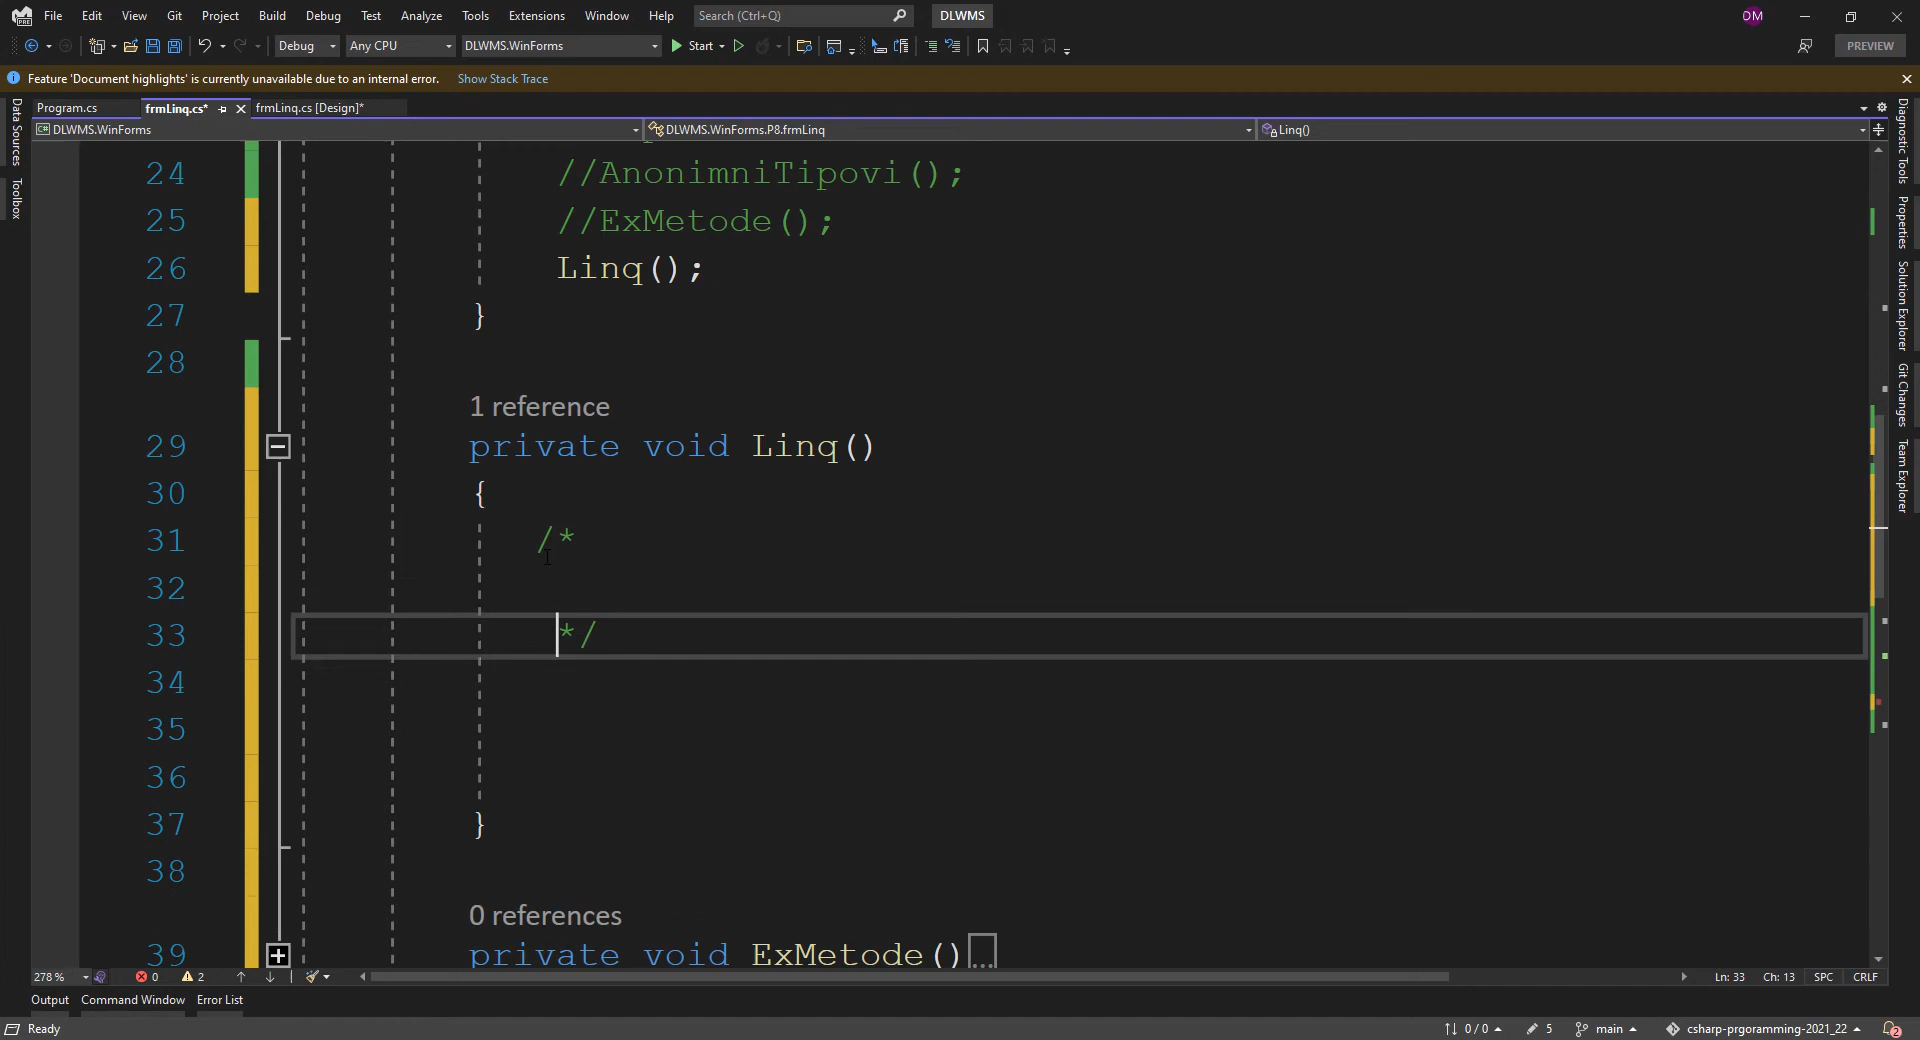 File Edit View Git Project Build Debug Test Analyze Tools Extensions Window Help Search (Ctrl+Q) DLWMS DM
Debug Any CPU DLWMS.WinForms Start PREVIEW
Feature 'Document highlights' is currently unavailable due to an internal error. Show Stack Trace
Program.cs frmLinq.cs* frmLinq.cs [Design]*
C# DLWMS.WinForms DLWMS.WinForms.P8.frmLinq Linq()
Data Sources
Toolbox
24 //AnonimniTipovi();
25 //ExMetode();
26 Linq();
27 }
28
1 reference
29 private void Linq()
30 {
31 /*
32
33 */
34
35
36
37 }
38
0 references
39 private void ExMetode()...
Diagnostic Tools
Properties
Solution Explorer
Git Changes
Team Explorer
278 % 0 2 Ln: 33 Ch: 13 SPC CRLF
Output Command Window Error List
Ready 0 / 0 5 main csharp-prgoramming-2021_22 2